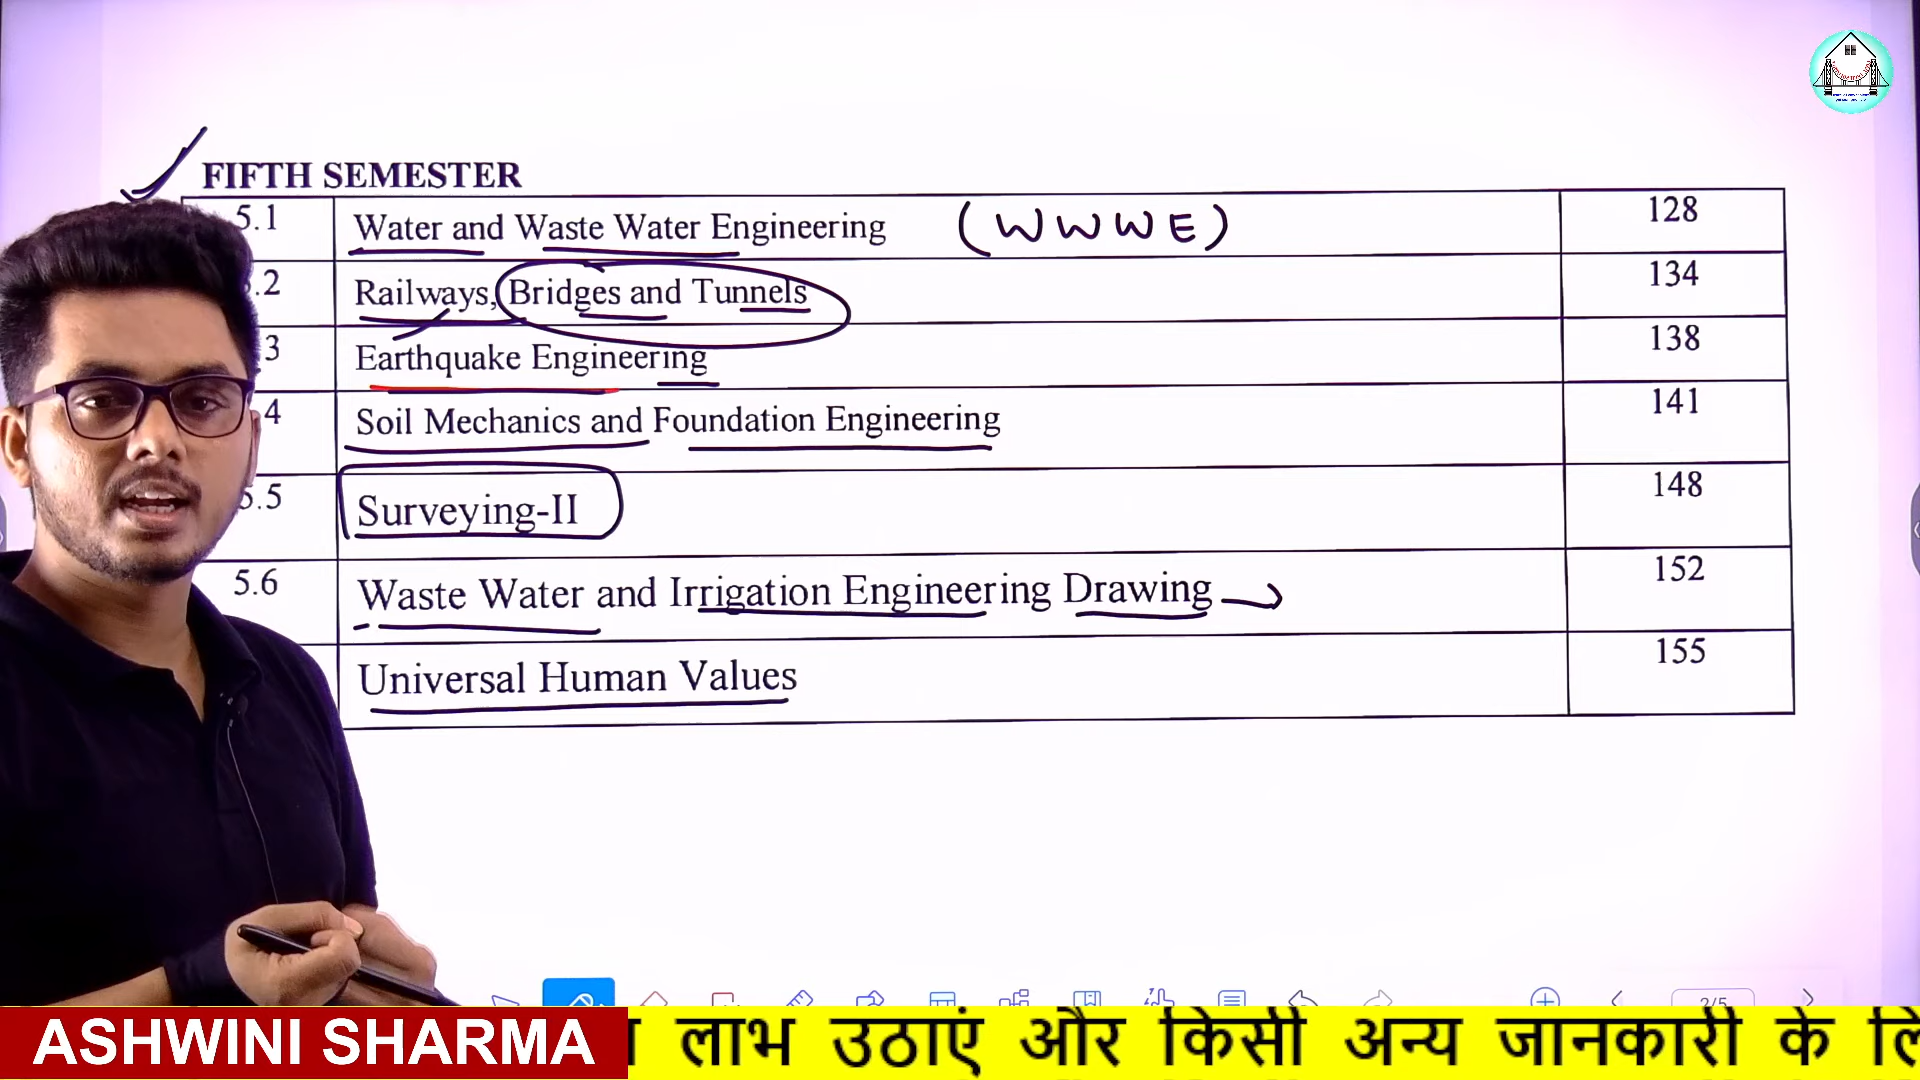 FIFTH SEMESTER
5.1 Water and Waste Water Engineering (WWWE) 128
.2 Railways, Bridges and Tunnels 134
3 Earthquake Engineering 138
4 Soil Mechanics and Foundation Engineering 141
5.5 Surveying-II 148
5.6 Waste Water and Irrigation Engineering Drawing 152
Universal Human Values 155
2/5
ASHWINI SHARMA लाभ उठाएं और किसी अन्य जानकारी के